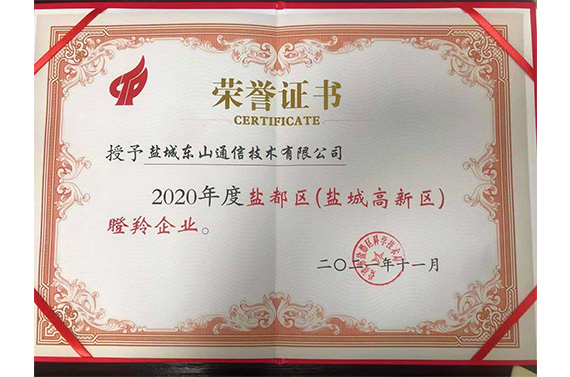 荣誉证书
CERTIFICATE
授予 盐城东山通信技术有限公司
2020年度盐都区(盐城高新区)
瞪羚企业。
二〇二一年十一月